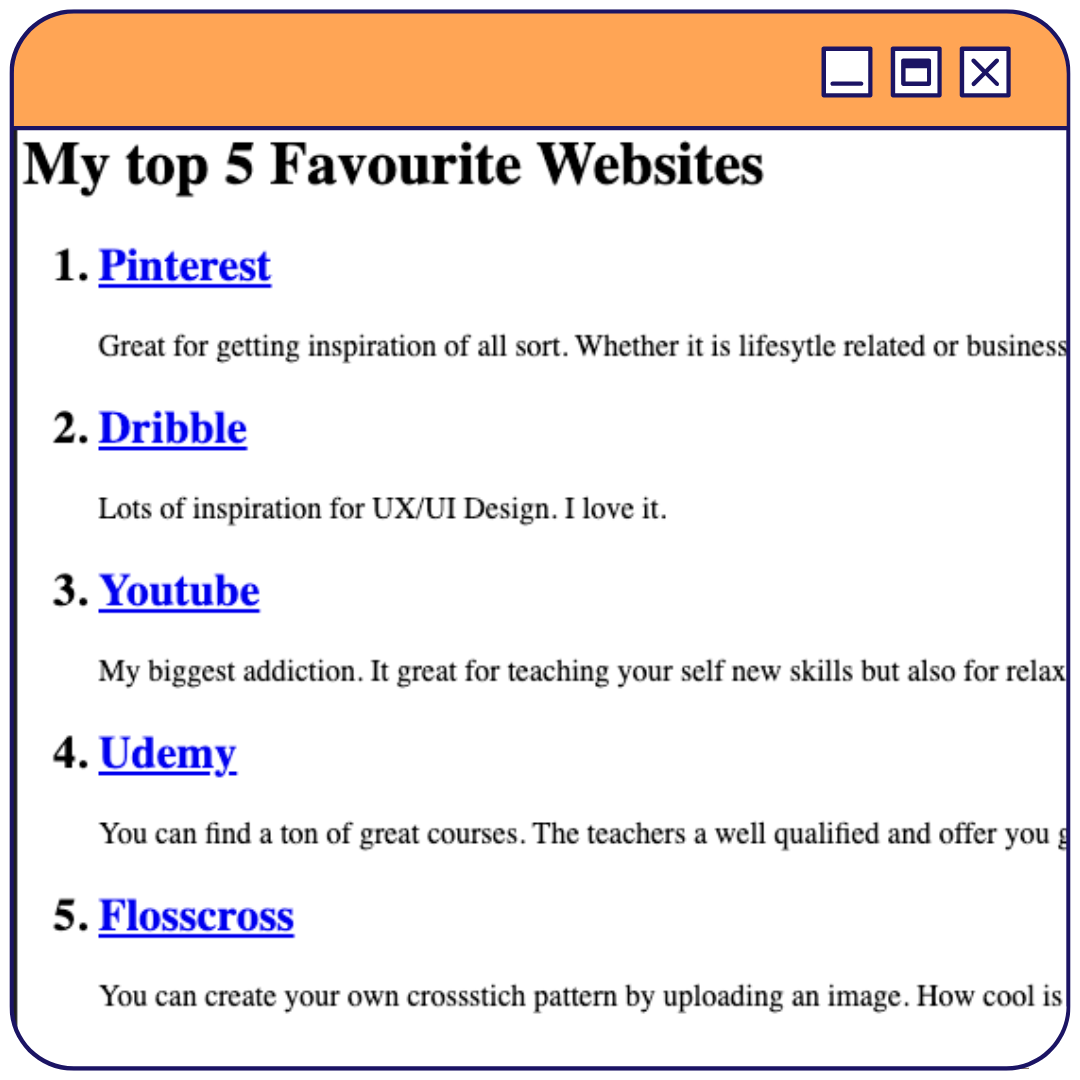 My top 5 Favourite Websites
1. Pinterest
Great for getting inspiration of all sort. Whether it is lifesytle related or business
2. Dribble
Lots of inspiration for UX/UI Design. I love it.
3. Youtube
My biggest addiction. It great for teaching your self new skills but also for relax
4. Udemy
You can find a ton of great courses. The teachers a well qualified and offer you g
5. Flosscross
You can create your own crossstich pattern by uploading an image. How cool is